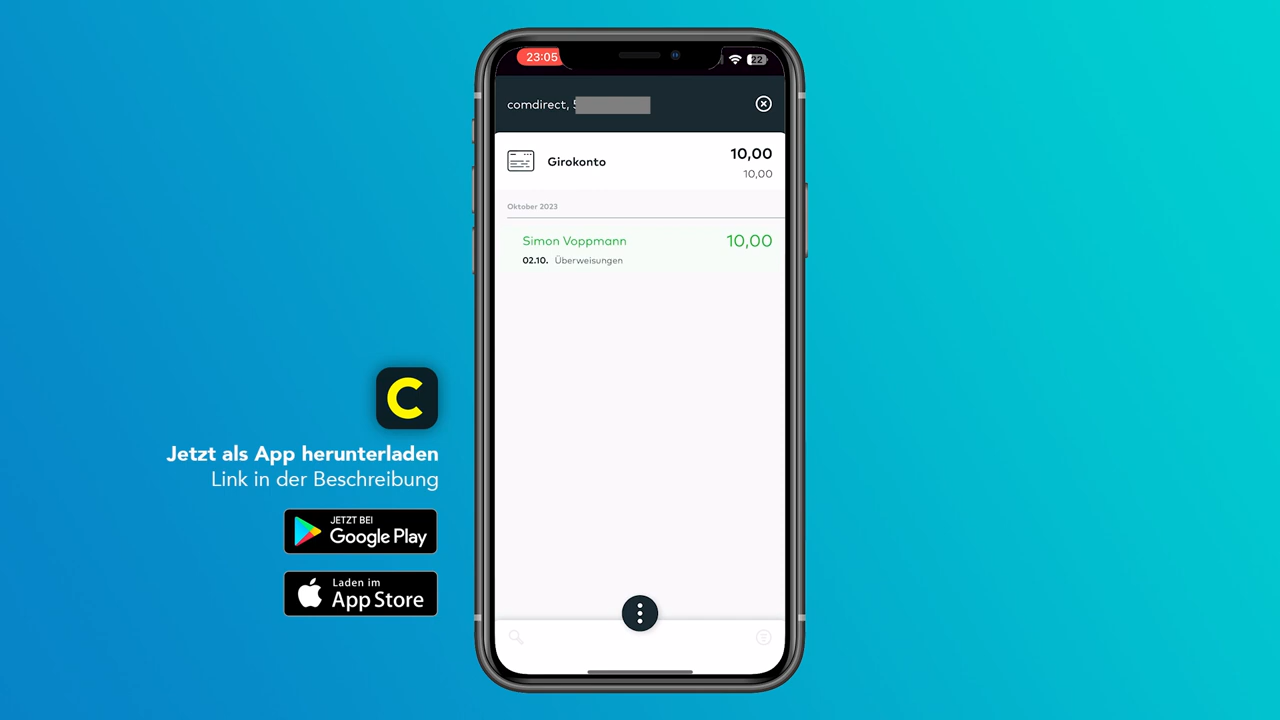 23:05
22
comdirect,
Girokonto
10,00
10,00
Oktober 2023
Simon Voppmann
10,00
02.10. Überweisungen
C
Jetzt als App herunterladen
Link in der Beschreibung
JETZT BEI
Google Play
Laden im
App Store